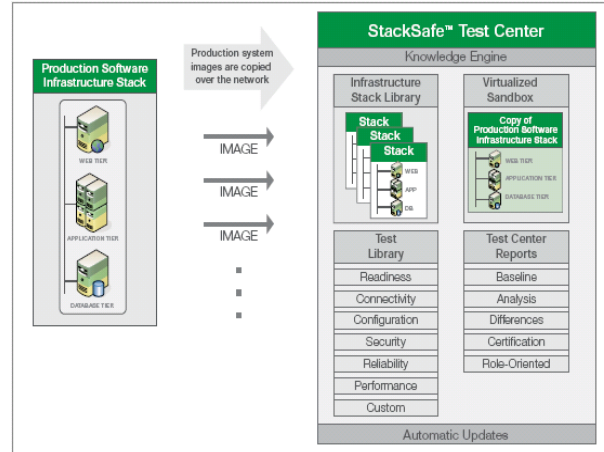 Production Software
Infrastructure Stack
WEB TIER
APPLICATION TIER
DATABASE TIER
Production system
images are copied
over the network
IMAGE
IMAGE
IMAGE
StackSafe™ Test Center
Knowledge Engine
Infrastructure
Stack Library
Stack
Stack
Stack
WEB
APP
DB
Virtualized
Sandbox
Copy of
Production Software
Infrastructure Stack
WEB TIER
APPLICATION TIER
DATABASE TIER
Test
Library
Readiness
Connectivity
Configuration
Security
Reliability
Performance
Custom
Test Center
Reports
Baseline
Analysis
Differences
Certification
Role-Oriented
Automatic Updates